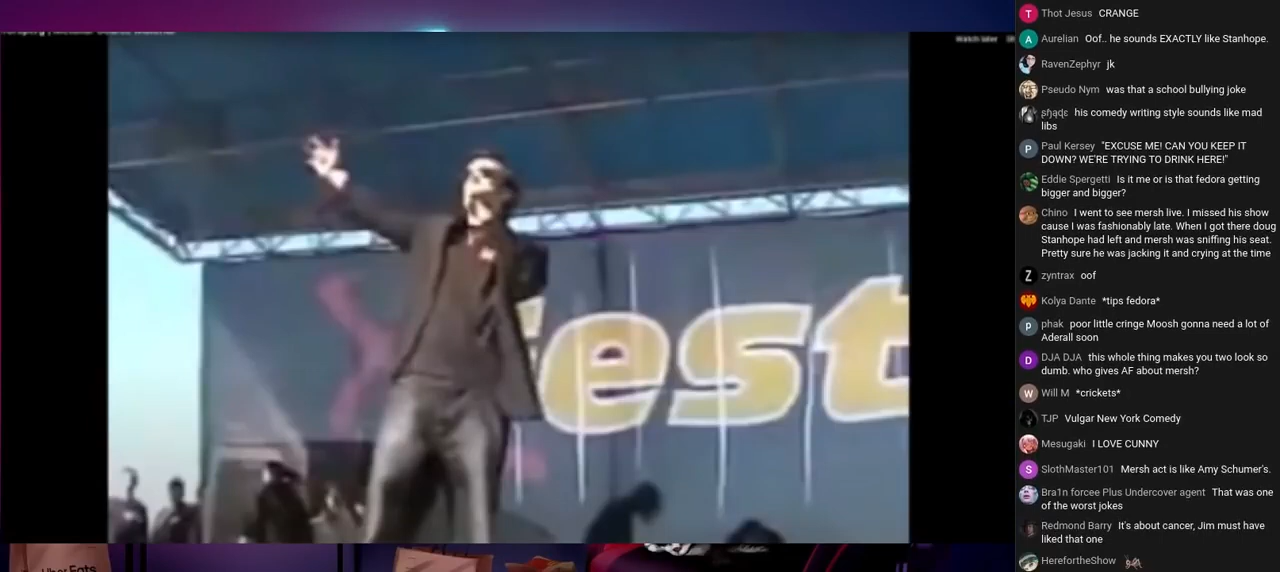 Watch later
est
Uber Eats
Thot Jesus CRANGE
Aurelian Oof.. he sounds EXACTLY like Stanhope.
RavenZephyr jk
Pseudo Nym was that a school bullying joke
his comedy writing style sounds like mad
libs
Paul Kersey "EXCUSE ME! CAN YOU KEEP IT
DOWN? WE'RE TRYING TO DRINK HERE!"
Eddie Spergetti Is it me or is that fedora getting
bigger and bigger?
Chino I went to see mersh live. I missed his show
cause I was fashionably late. When I got there doug
Stanhope had left and mersh was sniffing his seat.
Pretty sure he was jacking it and crying at the time
zyntrax oof
Kolya Dante *tips fedora*
phak poor little cringe Moosh gonna need a lot of
Aderall soon
DJA DJA this whole thing makes you two look so
dumb. who gives AF about mersh?
Will M *crickets*
TJP Vulgar New York Comedy
Mesugaki I LOVE CUNNY
SlothMaster101 Mersh act is like Amy Schumer's.
Bra1n forcee Plus Undercover agent That was one
of the worst jokes
Redmond Barry It's about cancer, Jim must have
liked that one
HerefortheShow